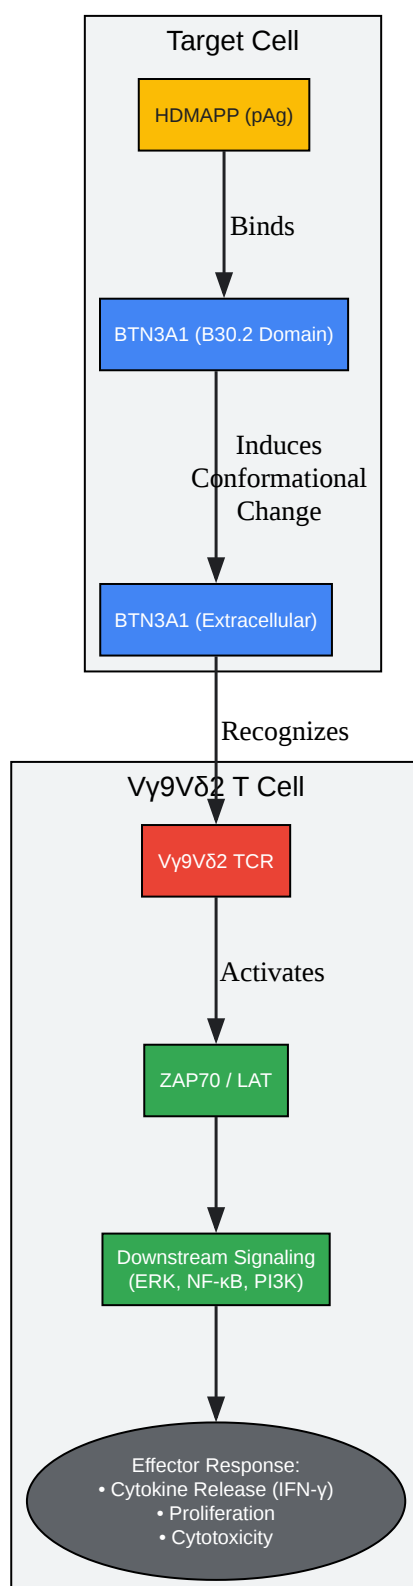 Target Cell
HDMAPP (pAg)
Binds
BTN3A1 (B30.2 Domain)
Induces
Conformational
Change
BTN3A1 (Extracellular)
Recognizes
Vγ9Vδ2 T Cell
Vγ9Vδ2 TCR
Activates
ZAP70 / LAT
Downstream Signaling
(ERK, NF-κB, PI3K)
Effector Response:
• Cytokine Release (IFN-γ)
• Proliferation
• Cytotoxicity